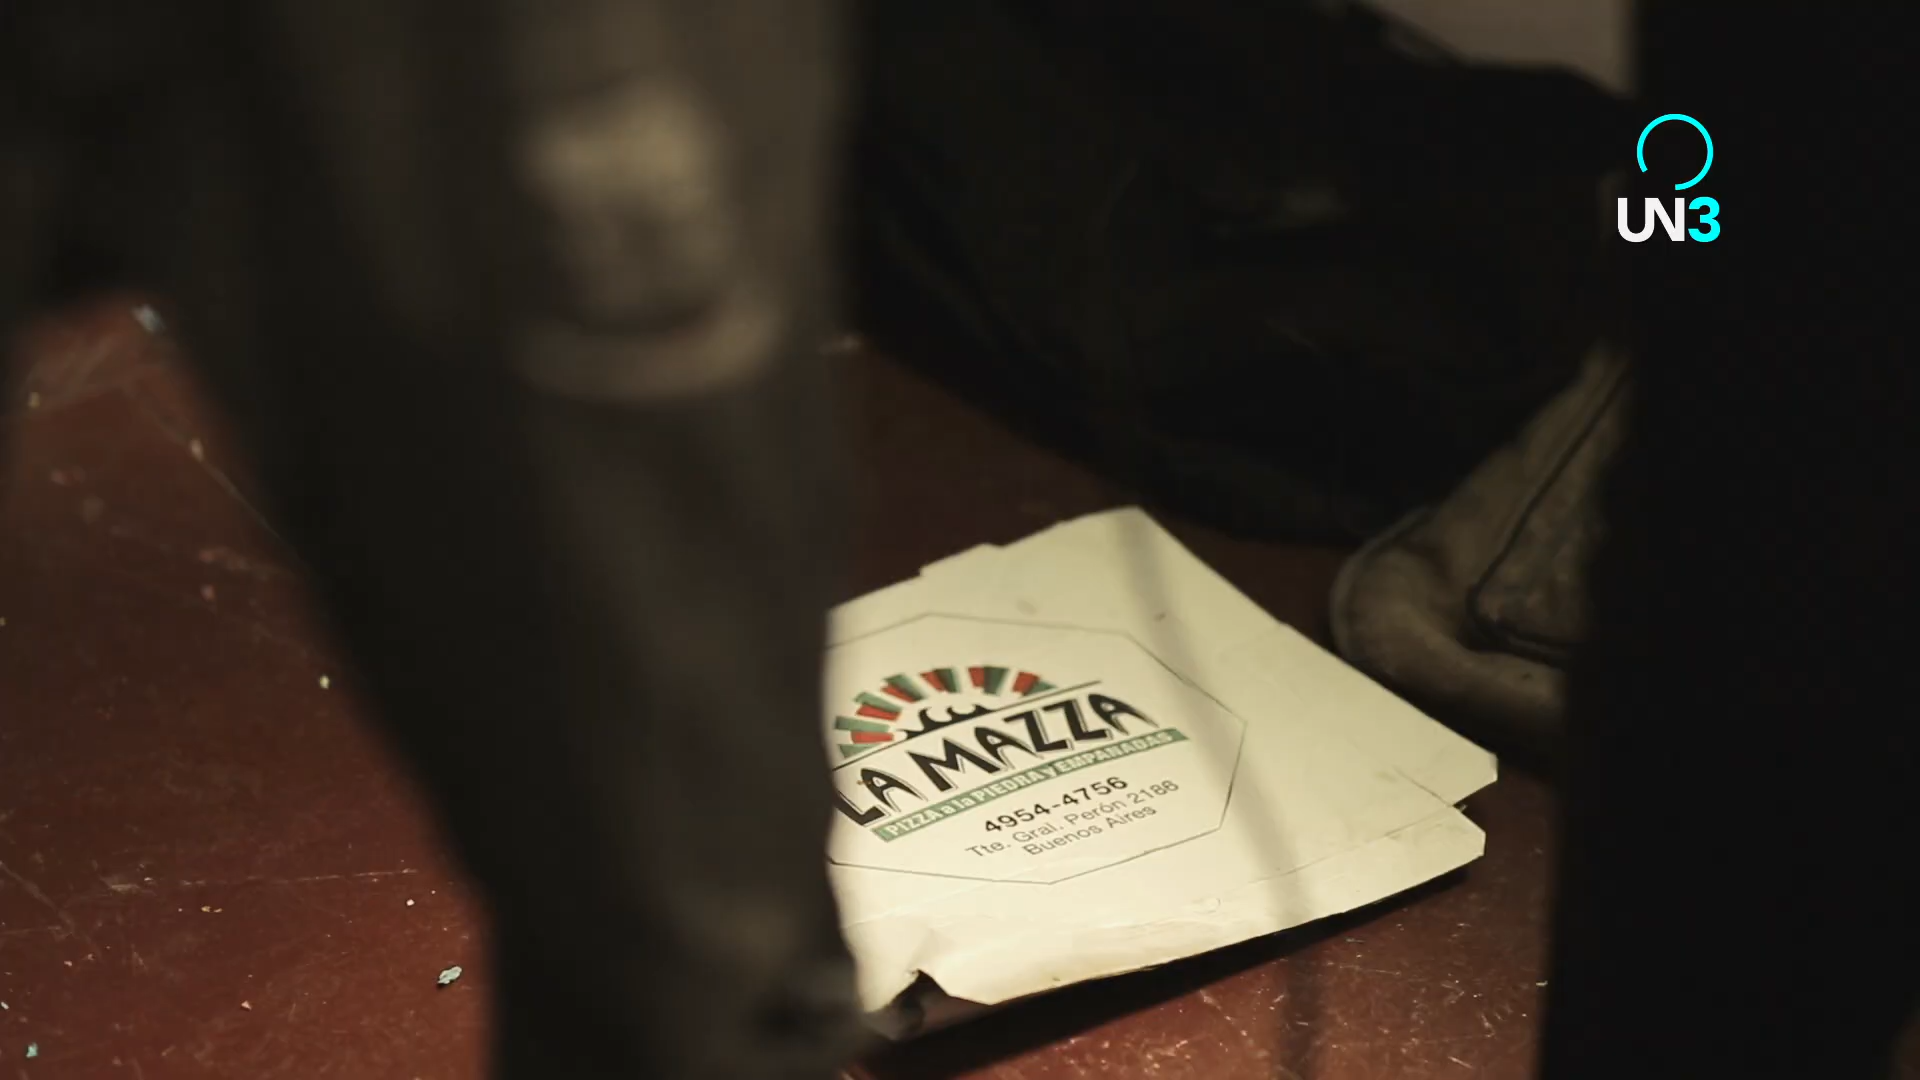 UN3
LA MAZZA
PIZZA a la PIEDRA y EMPANADAS
4954-4756
Tte. Gral. Perón 2186
Buenos Aires